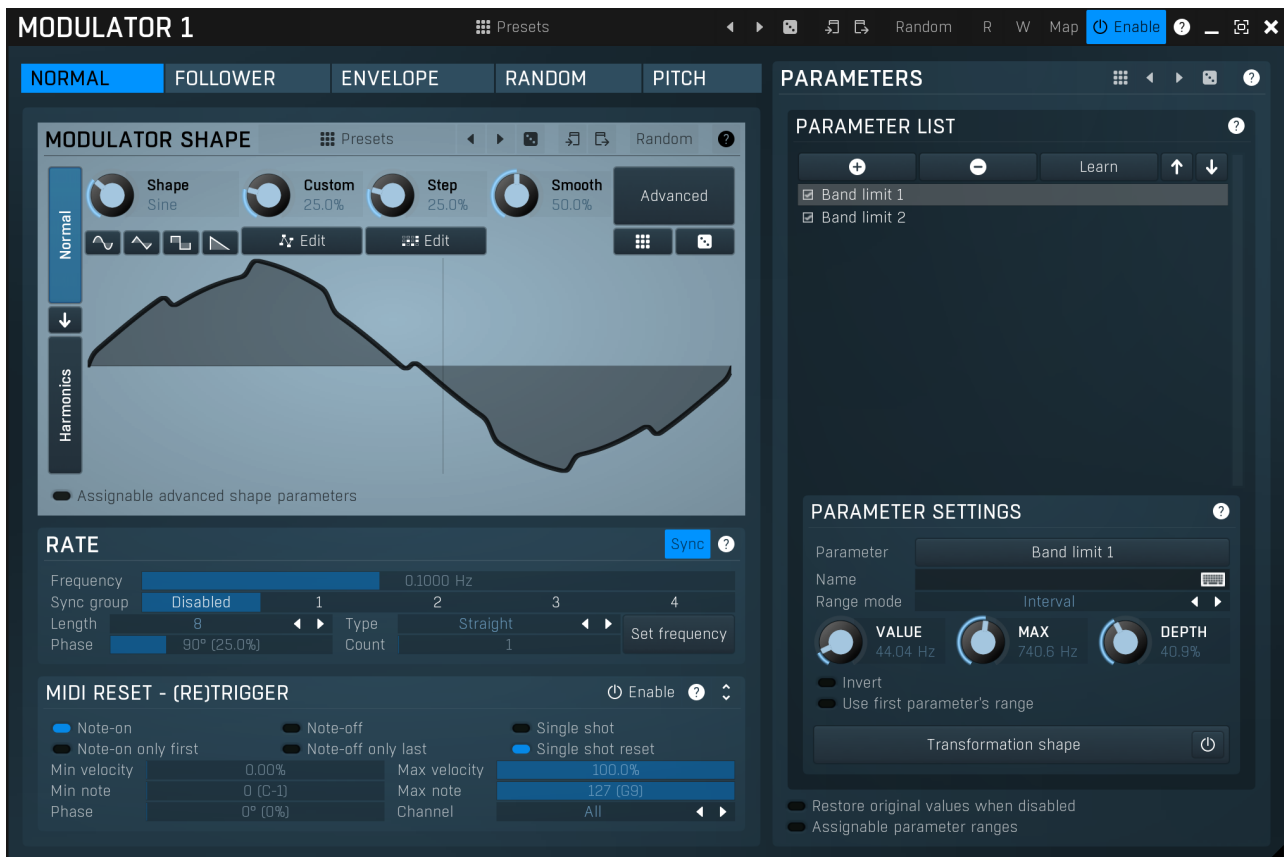 MODULATOR 1 Presets Random R W Map Enable ?
NORMAL FOLLOWER ENVELOPE RANDOM PITCH
MODULATOR SHAPE Presets Random ?
Normal
Harmonics
Shape Custom Step Smooth
Sine 25.0% 25.0% 50.0%
Advanced
Edit Edit
Assignable advanced shape parameters
RATE Sync ?
Frequency 0.1000 Hz
Sync group Disabled 1 2 3 4
Length 8 Type Straight
Phase 90° (25.0%) Count 1
Set frequency
MIDI RESET - (RE)TRIGGER Enable ?
Note-on Note-off Single shot
Note-on only first Note-off only last Single shot reset
Min velocity 0.00% Max velocity 100.0%
Min note 0 (C-1) Max note 127 (G9)
Phase 0° (0%) Channel All
PARAMETERS ?
PARAMETER LIST ?
Learn
Band limit 1
Band limit 2
PARAMETER SETTINGS ?
Parameter Band limit 1
Name
Range mode Interval
VALUE MAX DEPTH
44.04 Hz 740.6 Hz 40.9%
Invert
Use first parameter's range
Transformation shape
Restore original values when disabled
Assignable parameter ranges